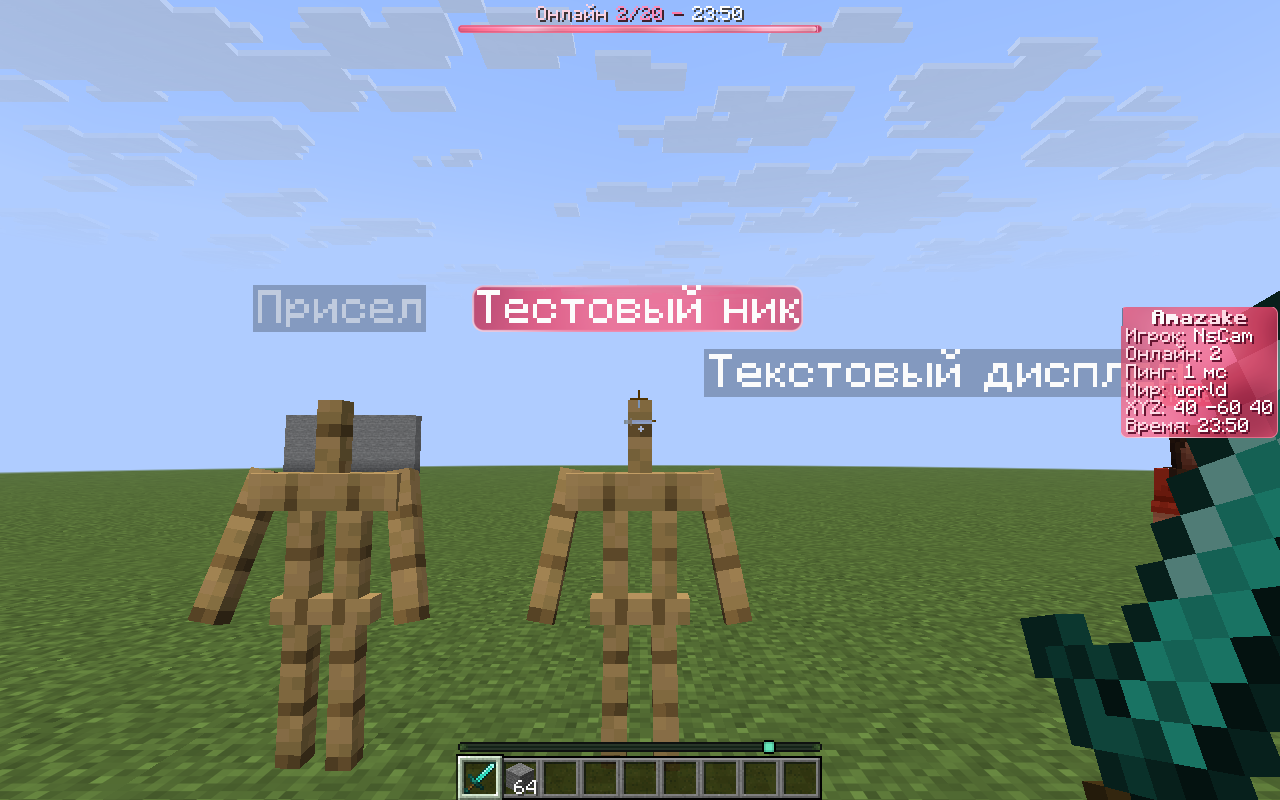 Онлайн 2/20 - 23:50
Присел
Тестовый ник
Текстовый диспл
Amazake
Игрок: NsCam
Онлайн: 2
Пинг: 1 мс
Мир: world
XYZ: 40 -60 40
Время: 23:50
64